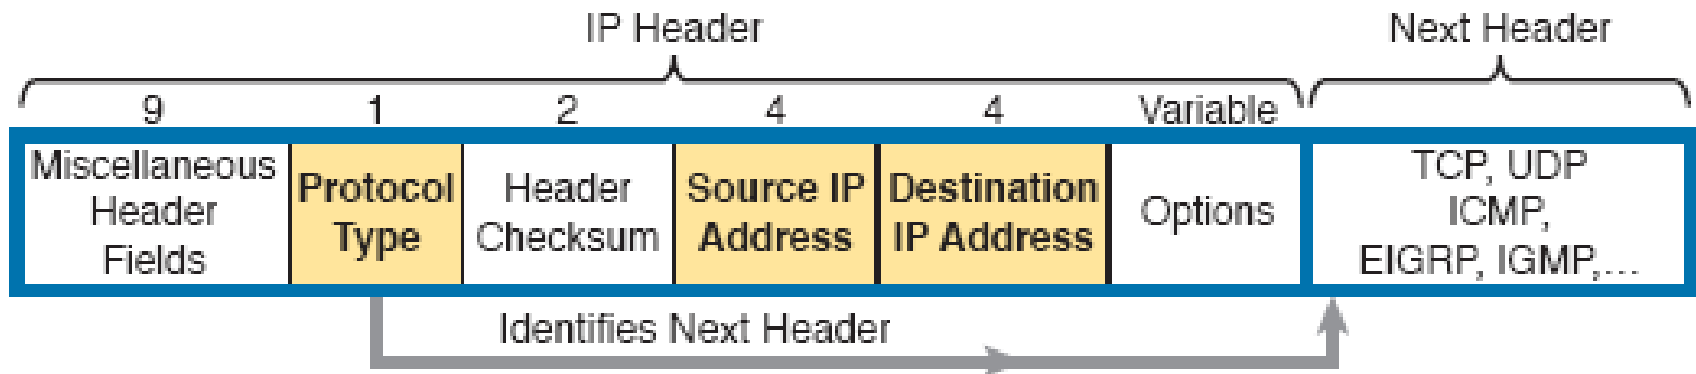 IP Header
Next Header
9
1
2
4
4
Variable
Miscellaneous
Header
Fields
Protocol
Type
Header
Checksum
Source IP
Address
Destination
IP Address
Options
TCP, UDP
ICMP,
EIGRP, IGMP,...
Identifies Next Header